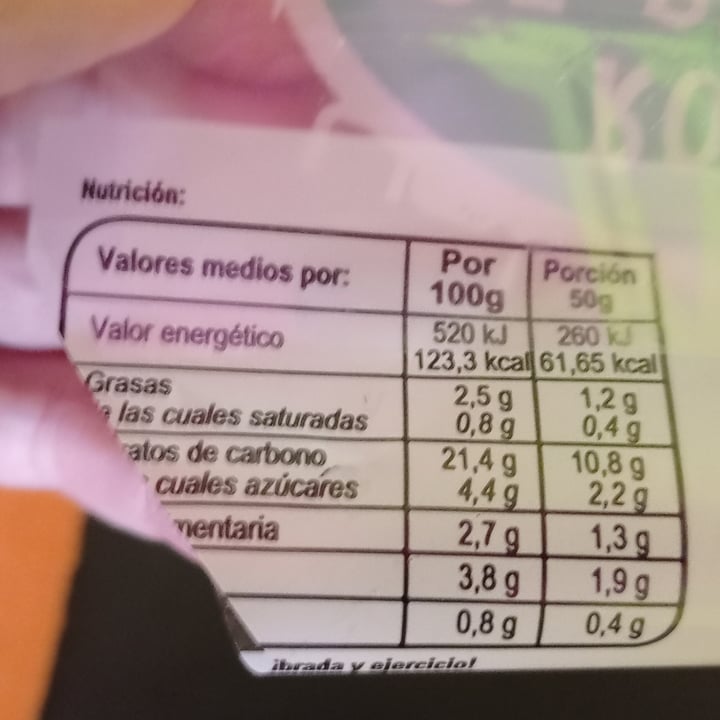 Nutrición:
Valores medios por: Por 100g Porción 50g
Valor energético 520 kJ 260 kJ
123,3 kcal 61,65 kcal
Grasas 2,5 g 1,2 g
las cuales saturadas 0,8 g 0,4 g
atos de carbono 21,4 g 10,8 g
cuales azúcares 4,4 g 2,2 g
mentaria 2,7 g 1,3 g
3,8 g 1,9 g
0,8 g 0,4 g
ibrada y ejercicio!